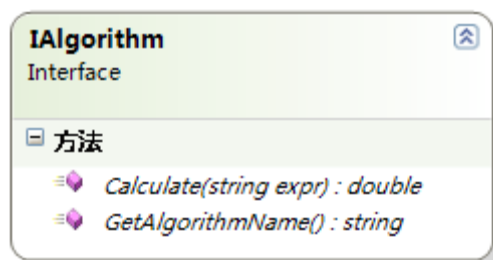 IAlgorithm
Interface
方法
Calculate(string expr) : double
GetAlgorithmName() : string